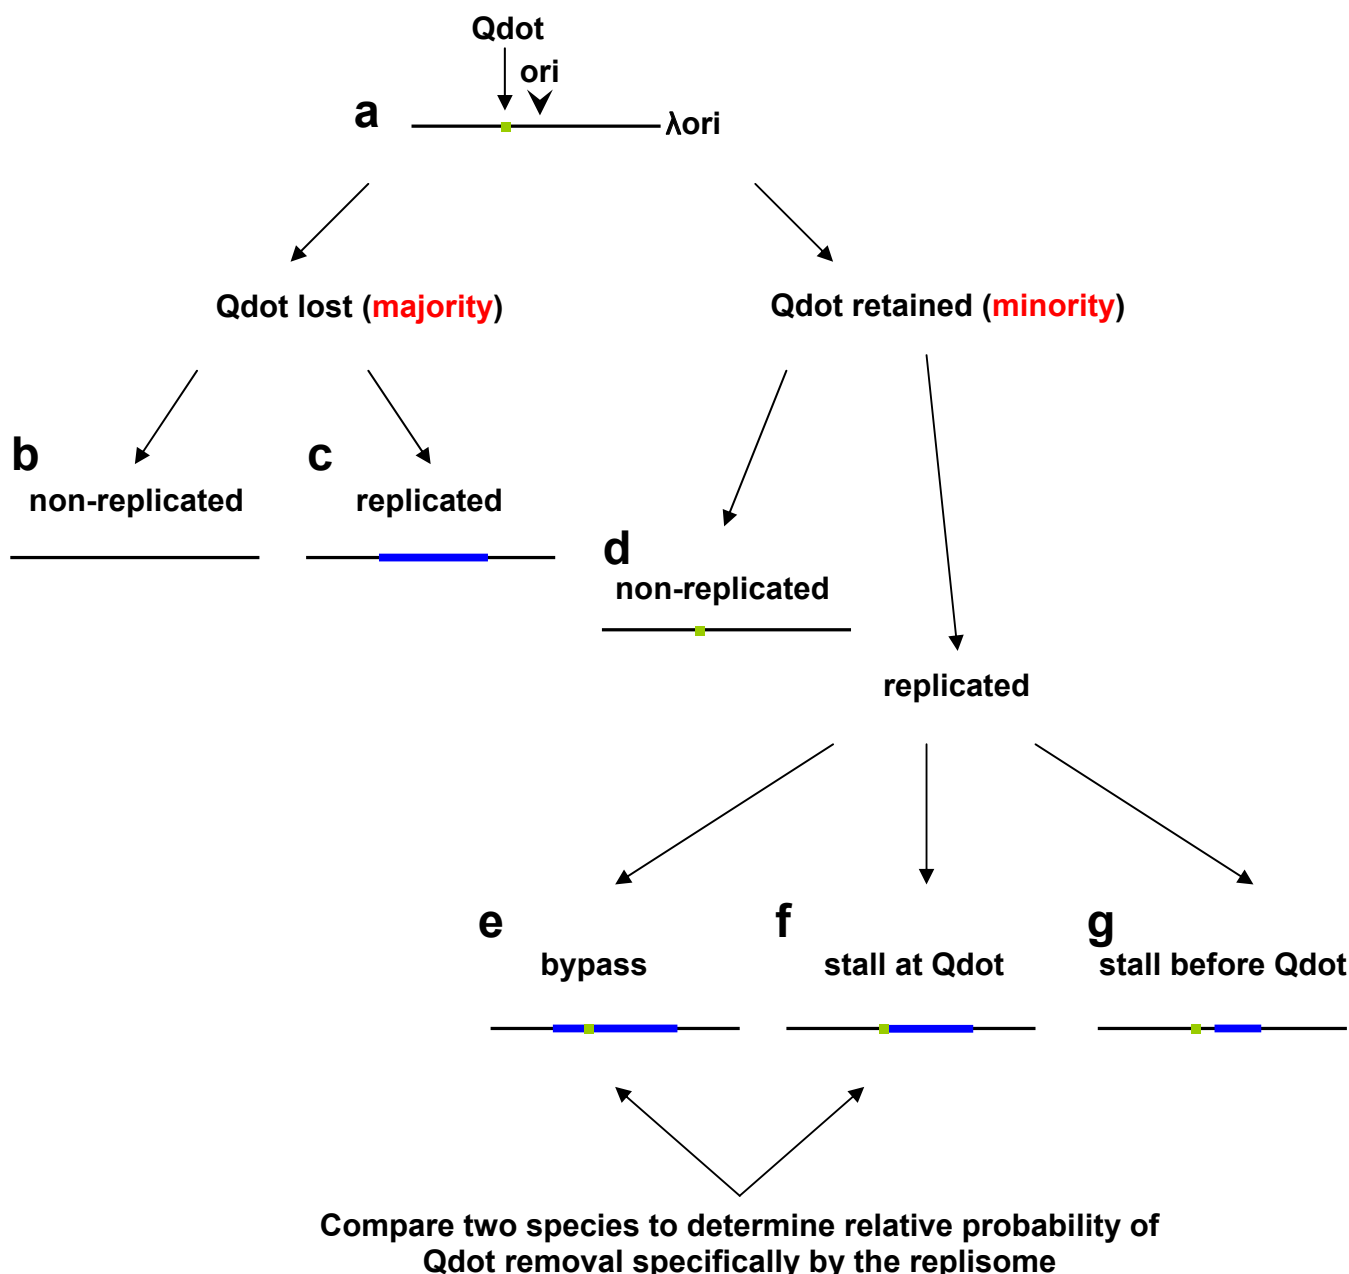 Qdot
ori
a
λori
Qdot lost (majority)
Qdot retained (minority)
b
c
non-replicated
replicated
d
non-replicated
replicated
e
f
g
bypass
stall at Qdot
stall before Qdot
Compare two species to determine relative probability of
Qdot removal specifically by the replisome